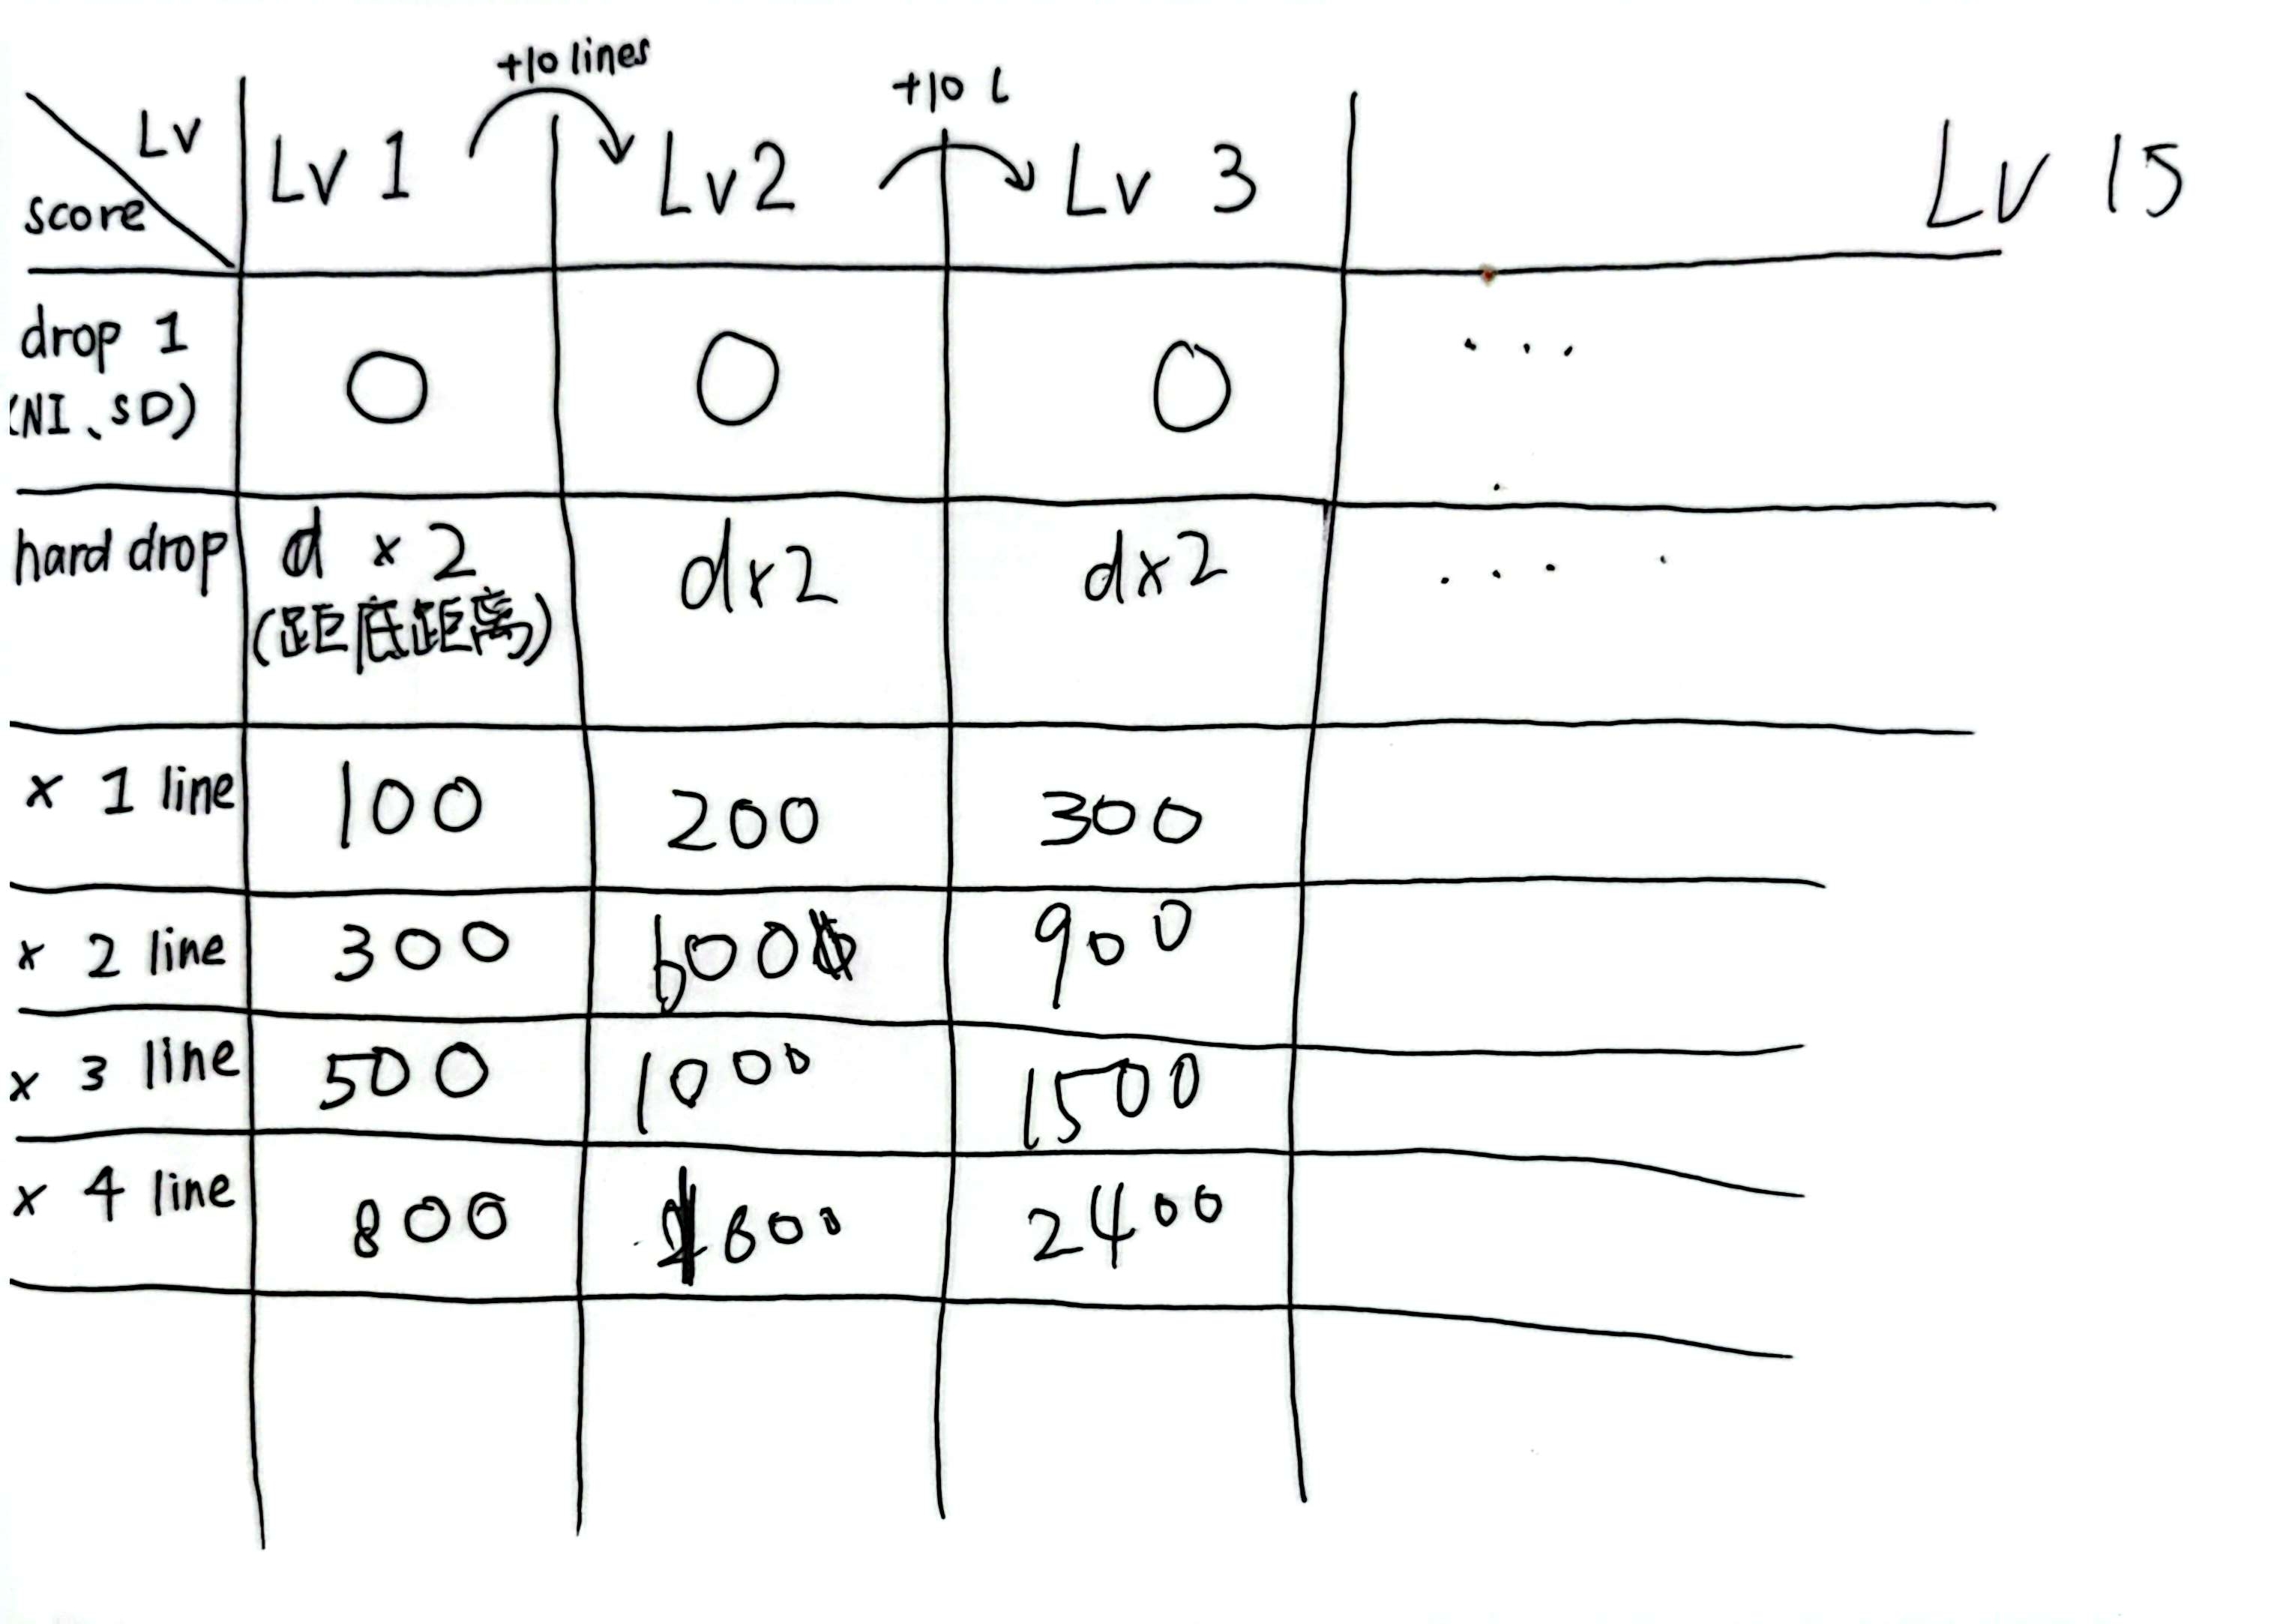 +10 lines +10 L
Lv Lv 1 Lv2 Lv 3 Lv 15
score
drop 1 0 0 0 ...
(NI、SD)
hard drop d × 2 d×2 d×2 ....
(距底距离)
× 1 line 100 200 300
× 2 line 300 600 900
× 3 line 500 1000 1500
× 4 line 800 1600 2400